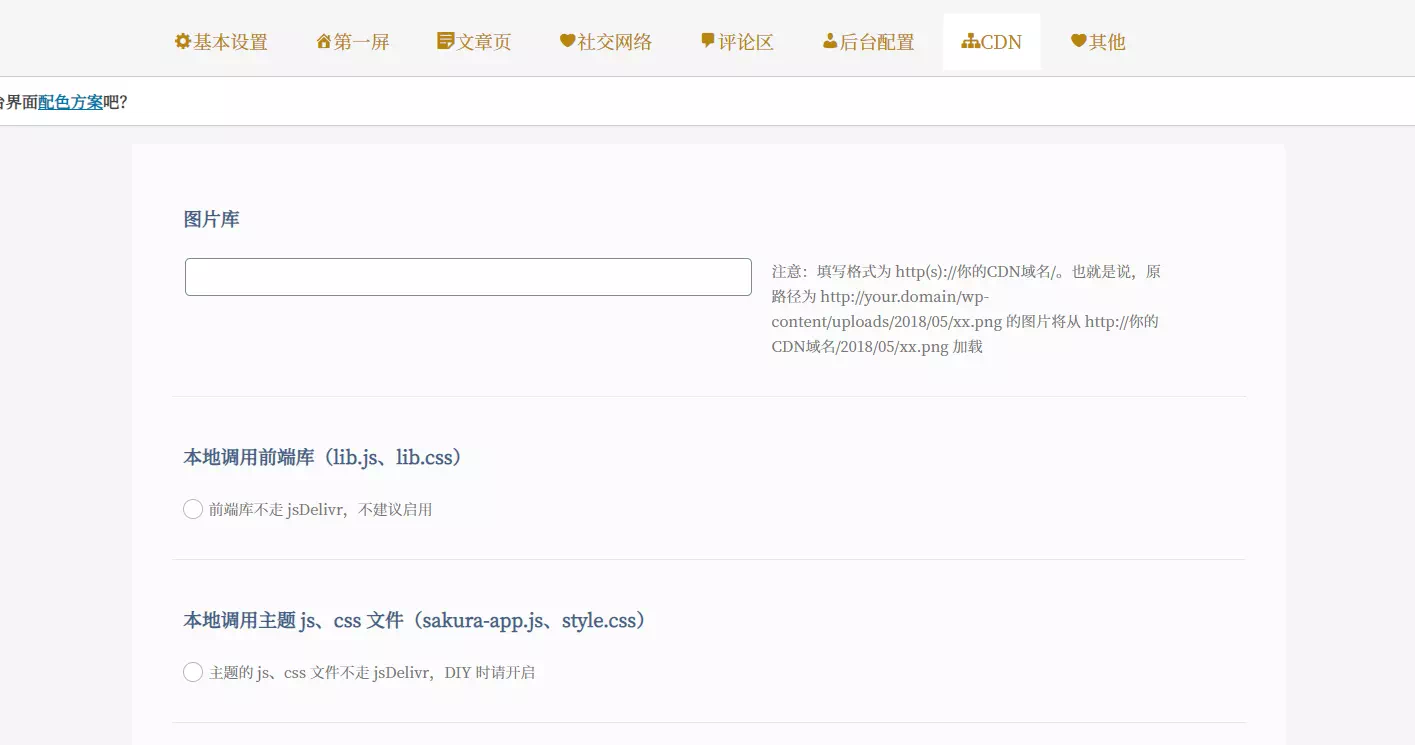 基本设置 第一屏 文章页 社交网络 评论区 后台配置 CDN 其他
台界面配色方案吧？
图片库
注意：填写格式为 http(s)://你的CDN域名/。也就是说，原
路径为 http://your.domain/wp-
content/uploads/2018/05/xx.png 的图片将从 http://你的
CDN域名/2018/05/xx.png 加载
本地调用前端库（lib.js、lib.css）
前端库不走 jsDelivr，不建议启用
本地调用主题 js、css 文件（sakura-app.js、style.css）
主题的 js、css 文件不走 jsDelivr，DIY 时请开启